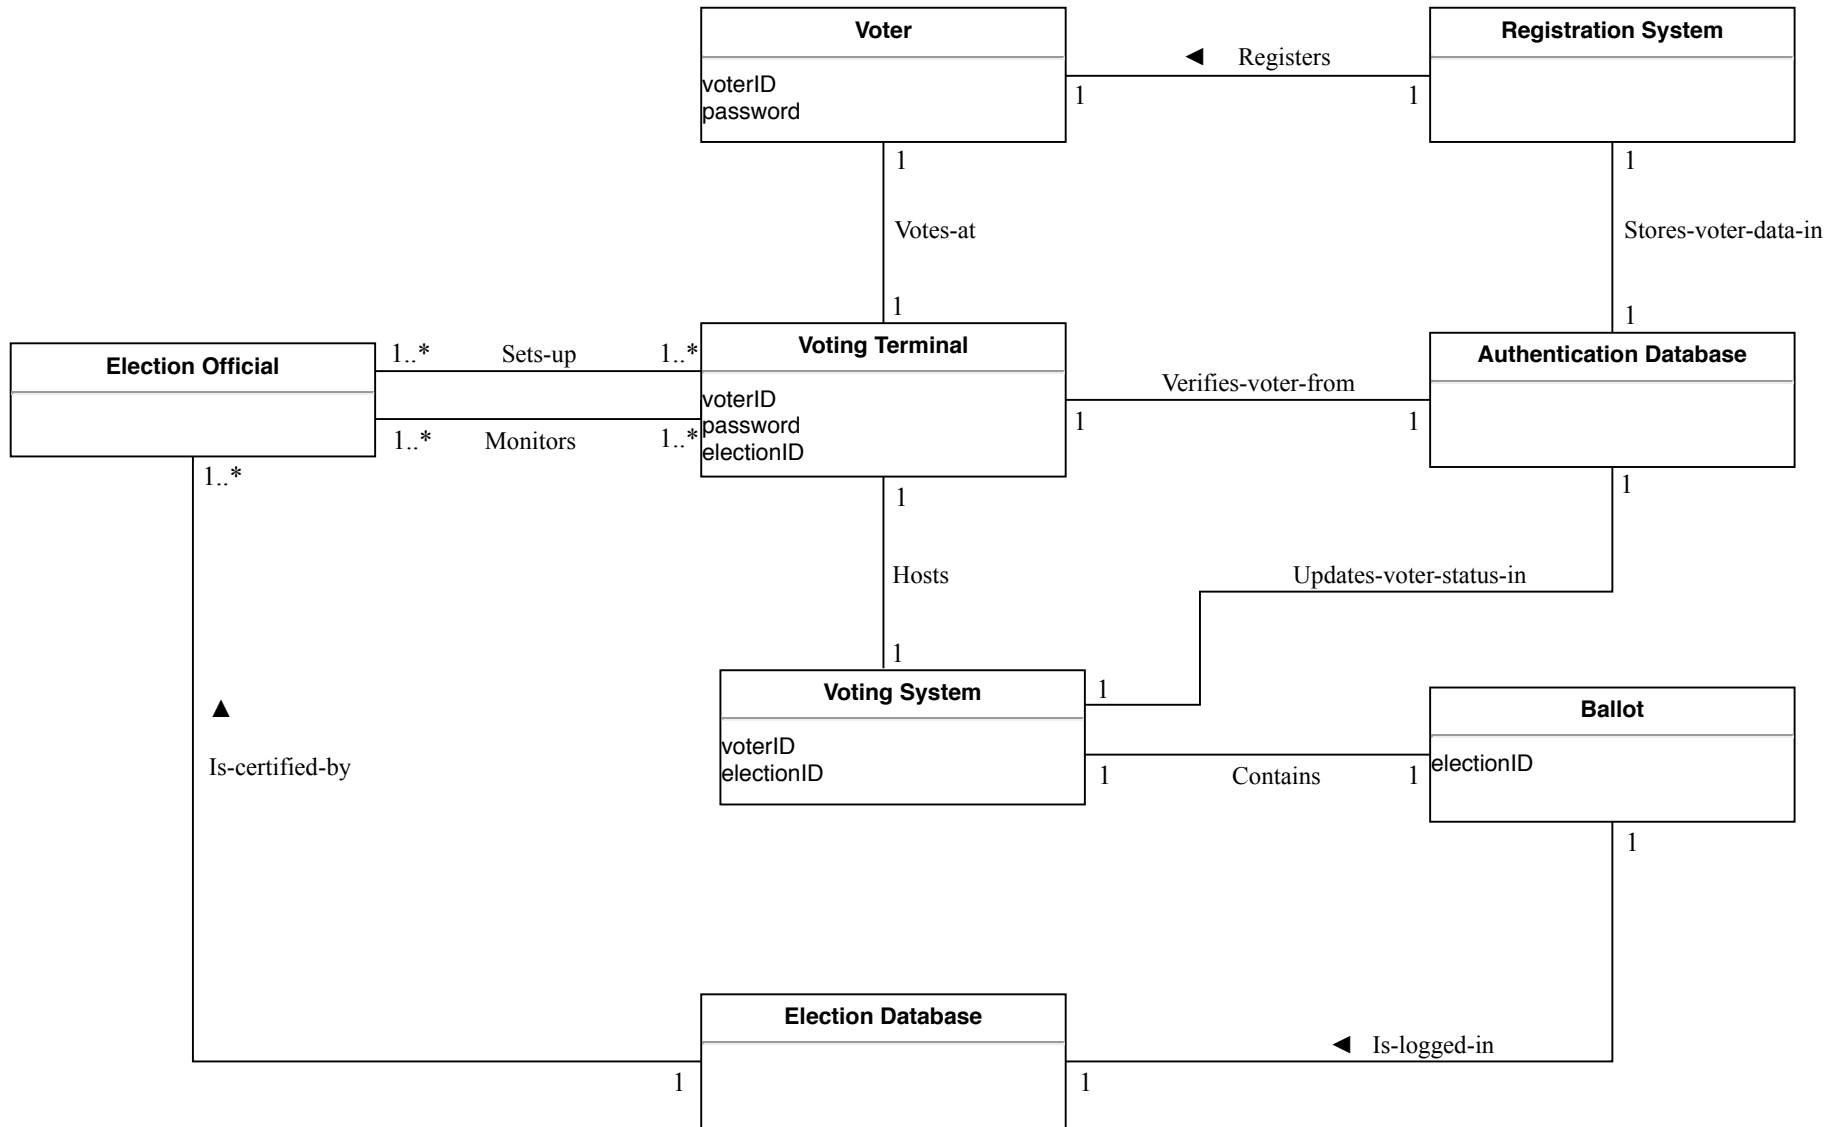 Voter
voterID
password
Registration System
◄ Registers
1
1
1
1
Votes-at
Stores-voter-data-in
1
1
Election Official
1..* Sets-up 1..*
1..* Monitors 1..*
1..*
Voting Terminal
voterID
password
electionID
Verifies-voter-from
1
1
Authentication Database
1
1
Hosts
Updates-voter-status-in
1
Voting System
voterID
electionID
1
1 Contains 1
Ballot
electionID
1
▲
Is-certified-by
Election Database
◄ Is-logged-in
1
1